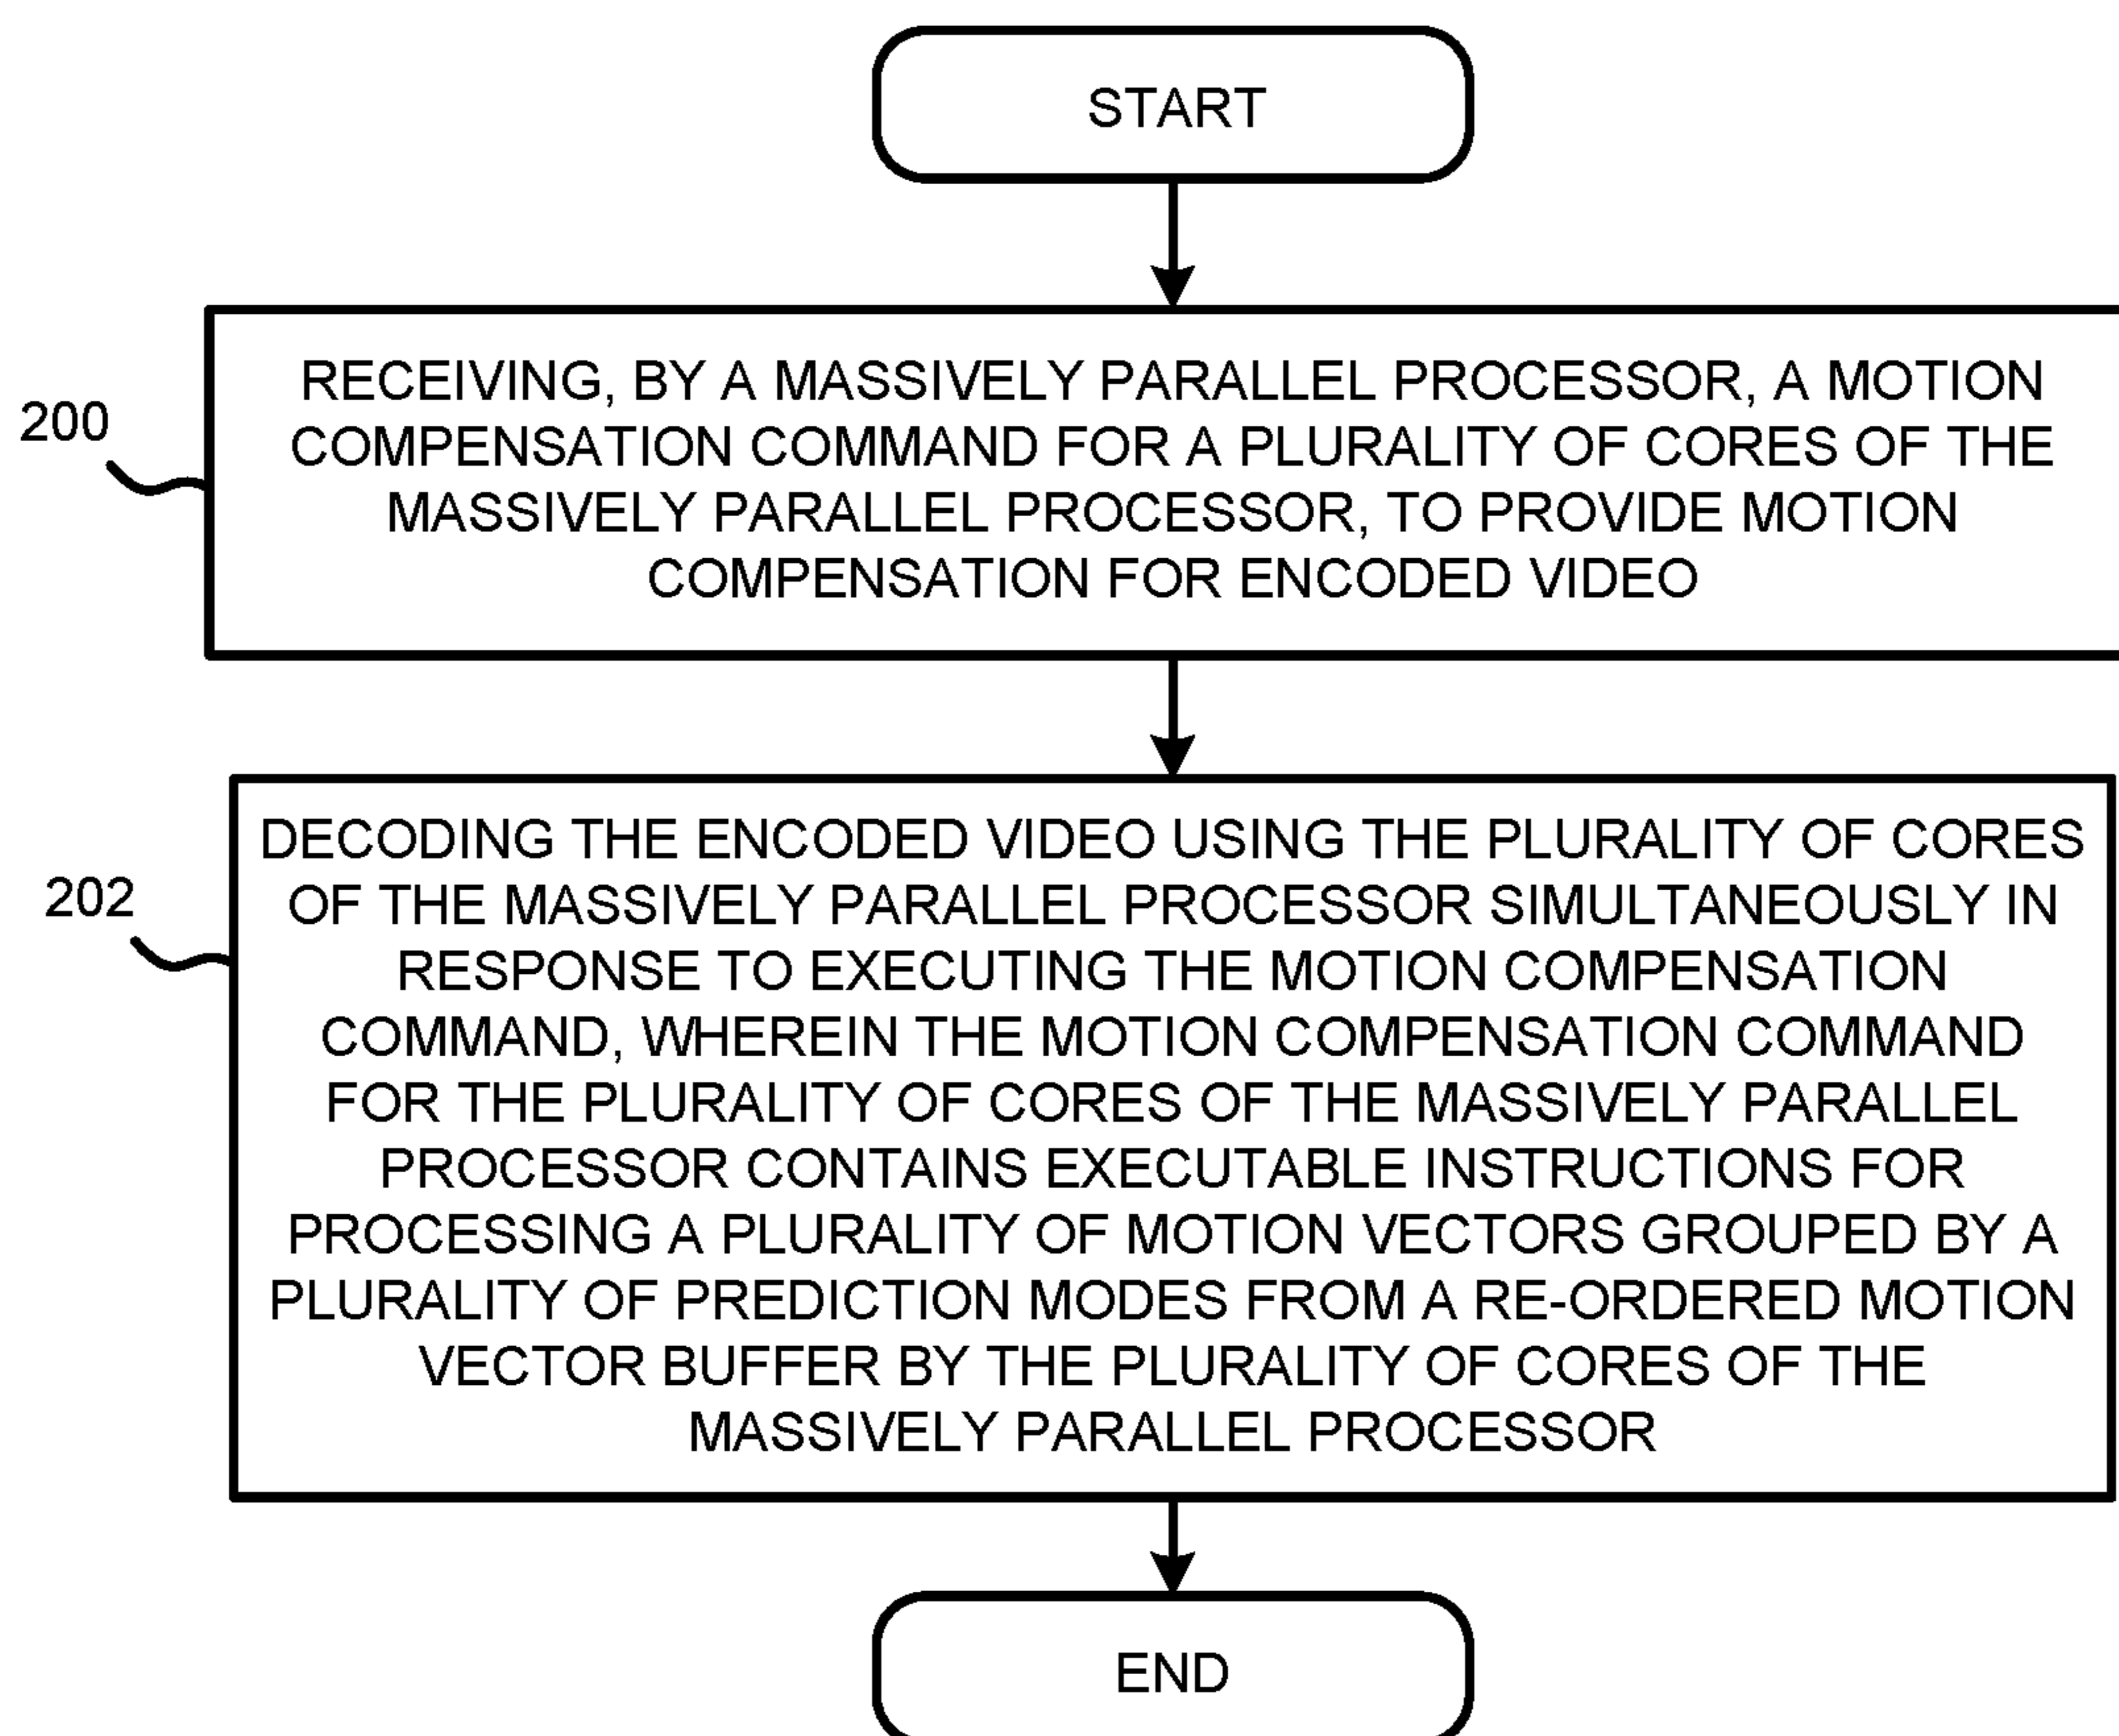 START
200
RECEIVING, BY A MASSIVELY PARALLEL PROCESSOR, A MOTION
COMPENSATION COMMAND FOR A PLURALITY OF CORES OF THE
MASSIVELY PARALLEL PROCESSOR, TO PROVIDE MOTION
COMPENSATION FOR ENCODED VIDEO
202
DECODING THE ENCODED VIDEO USING THE PLURALITY OF CORES
OF THE MASSIVELY PARALLEL PROCESSOR SIMULTANEOUSLY IN
RESPONSE TO EXECUTING THE MOTION COMPENSATION
COMMAND, WHEREIN THE MOTION COMPENSATION COMMAND
FOR THE PLURALITY OF CORES OF THE MASSIVELY PARALLEL
PROCESSOR CONTAINS EXECUTABLE INSTRUCTIONS FOR
PROCESSING A PLURALITY OF MOTION VECTORS GROUPED BY A
PLURALITY OF PREDICTION MODES FROM A RE-ORDERED MOTION
VECTOR BUFFER BY THE PLURALITY OF CORES OF THE
MASSIVELY PARALLEL PROCESSOR
END